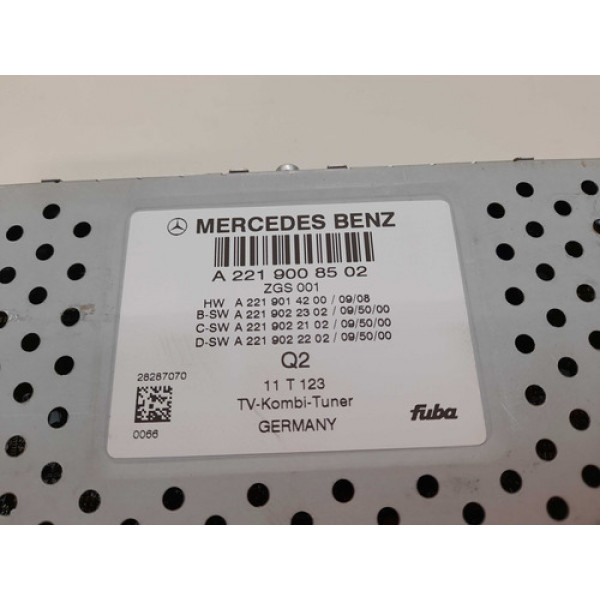 MERCEDES BENZ
A 221 900 85 02
ZGS 001
HW A 221 901 42 00 / 09/08
B-SW A 221 902 23 02 / 09/50/00
C-SW A 221 902 21 02 / 09/50/00
D-SW A 221 902 22 02 / 09/50/00
Q2
28287070
11 T 123
TV-Kombi-Tuner
fuba
0066
GERMANY